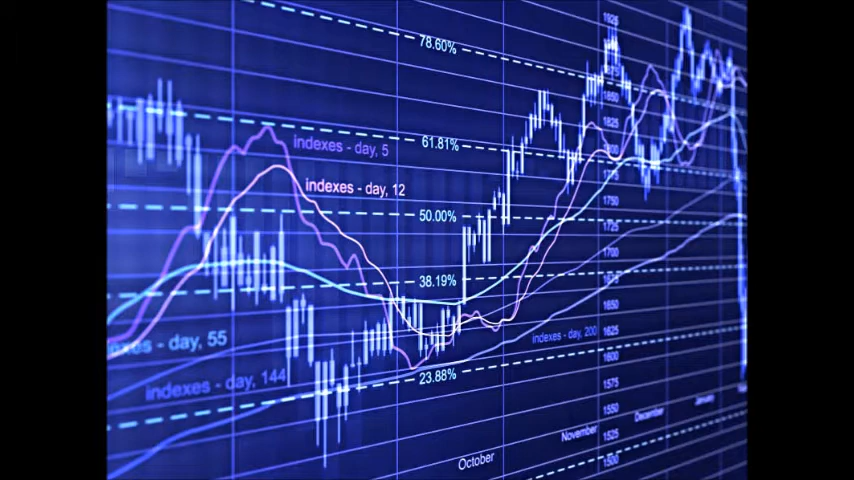 78.60%
61.81%
indexes - day, 5
indexes - day, 12
50.00%
38.19%
indexes - day, 200
indexes - day, 55
23.88%
indexes - day, 144
October
November
December
January
1925
1850
1825
1800
1750
1725
1700
1675
1650
1625
1600
1575
1550
1525
1500